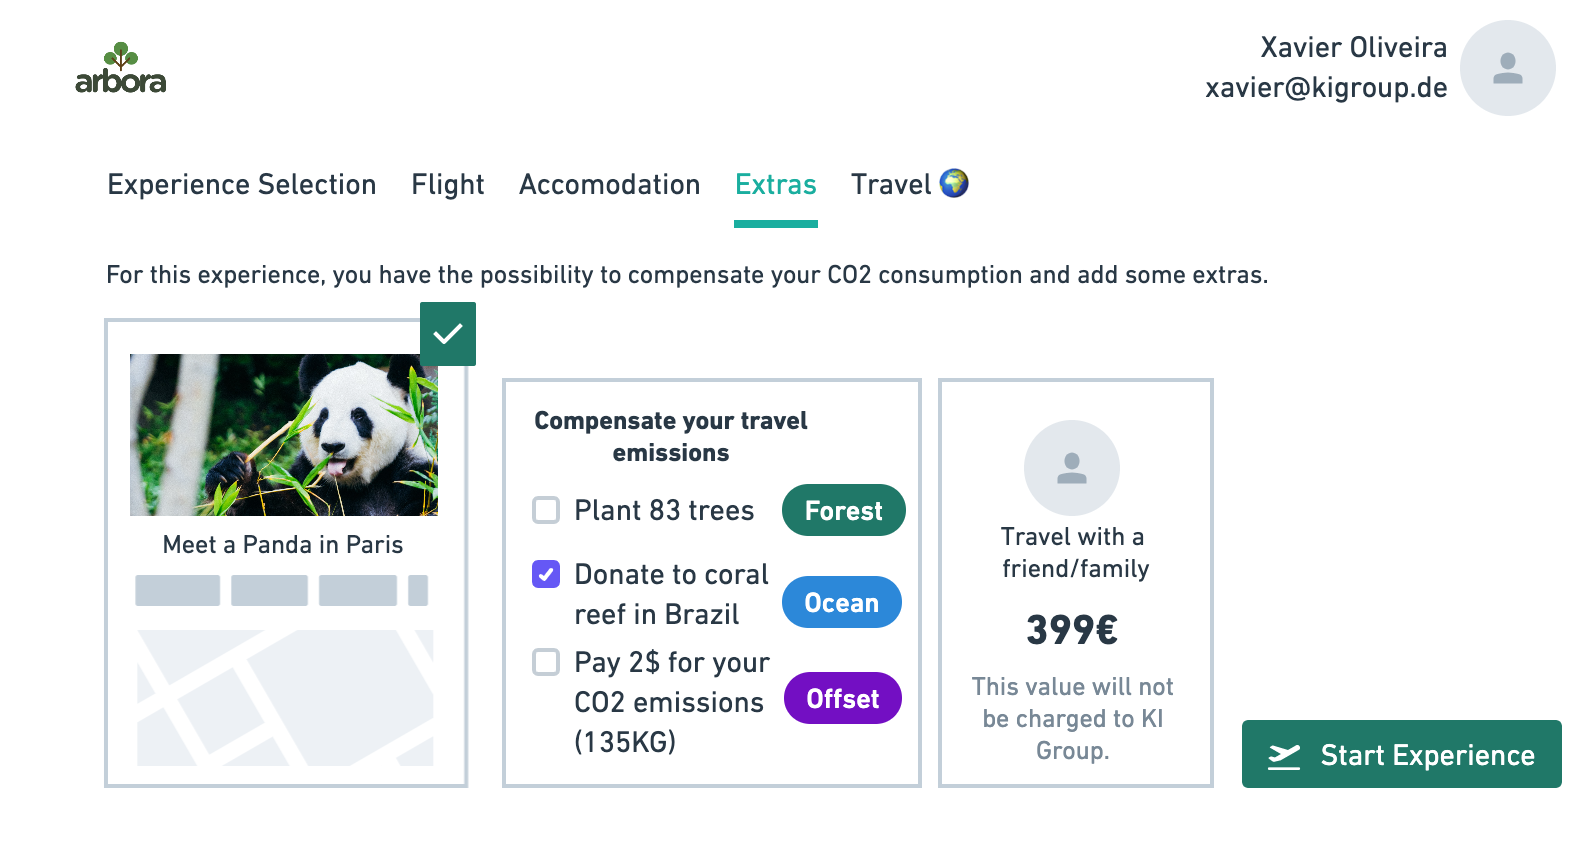 arbora
Xavier Oliveira
xavier@kigroup.de
Experience Selection Flight Accomodation Extras Travel
For this experience, you have the possibility to compensate your CO2 consumption and add some extras.
Meet a Panda in Paris
Compensate your travel
emissions
Plant 83 trees Forest
Donate to coral
reef in Brazil
Ocean
Pay 2$ for your
CO2 emissions
(135KG)
Offset
Travel with a
friend/family
399€
This value will not
be charged to KI
Group.
Start Experience